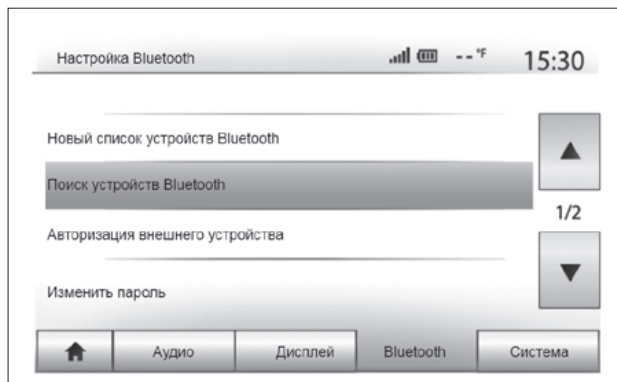 Настройка Bluetooth --°F 15:30
Новый список устройств Bluetooth
Поиск устройств Bluetooth
1/2
Авторизация внешнего устройства
Изменить пароль
Аудио Дисплей Bluetooth Система